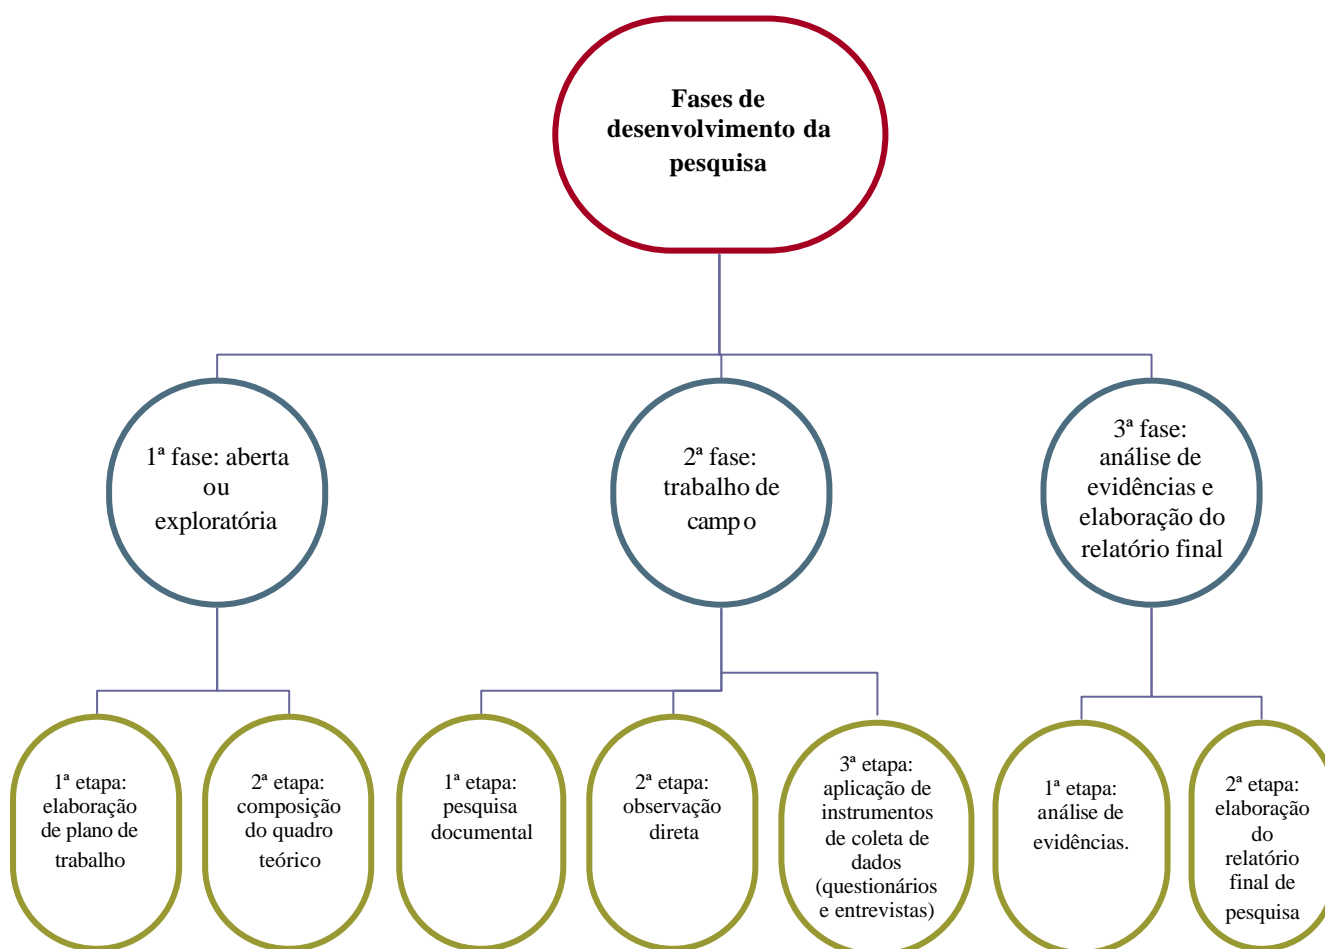 Fases de
desenvolvimento da
pesquisa
1ª fase: aberta
ou
exploratória
2ª fase:
trabalho de
campo
3ª fase:
análise de
evidências e
elaboração do
relatório final
1ª etapa:
elaboração
de plano de
trabalho
2ª etapa:
composição
do quadro
teórico
1ª etapa:
pesquisa
documental
2ª etapa:
observação
direta
3ª etapa:
aplicação de
instrumentos
de coleta de
dados
(questionários
e entrevistas)
1ª etapa:
análise de
evidências.
2ª etapa:
elaboração
do
relatório
final de
pesquisa